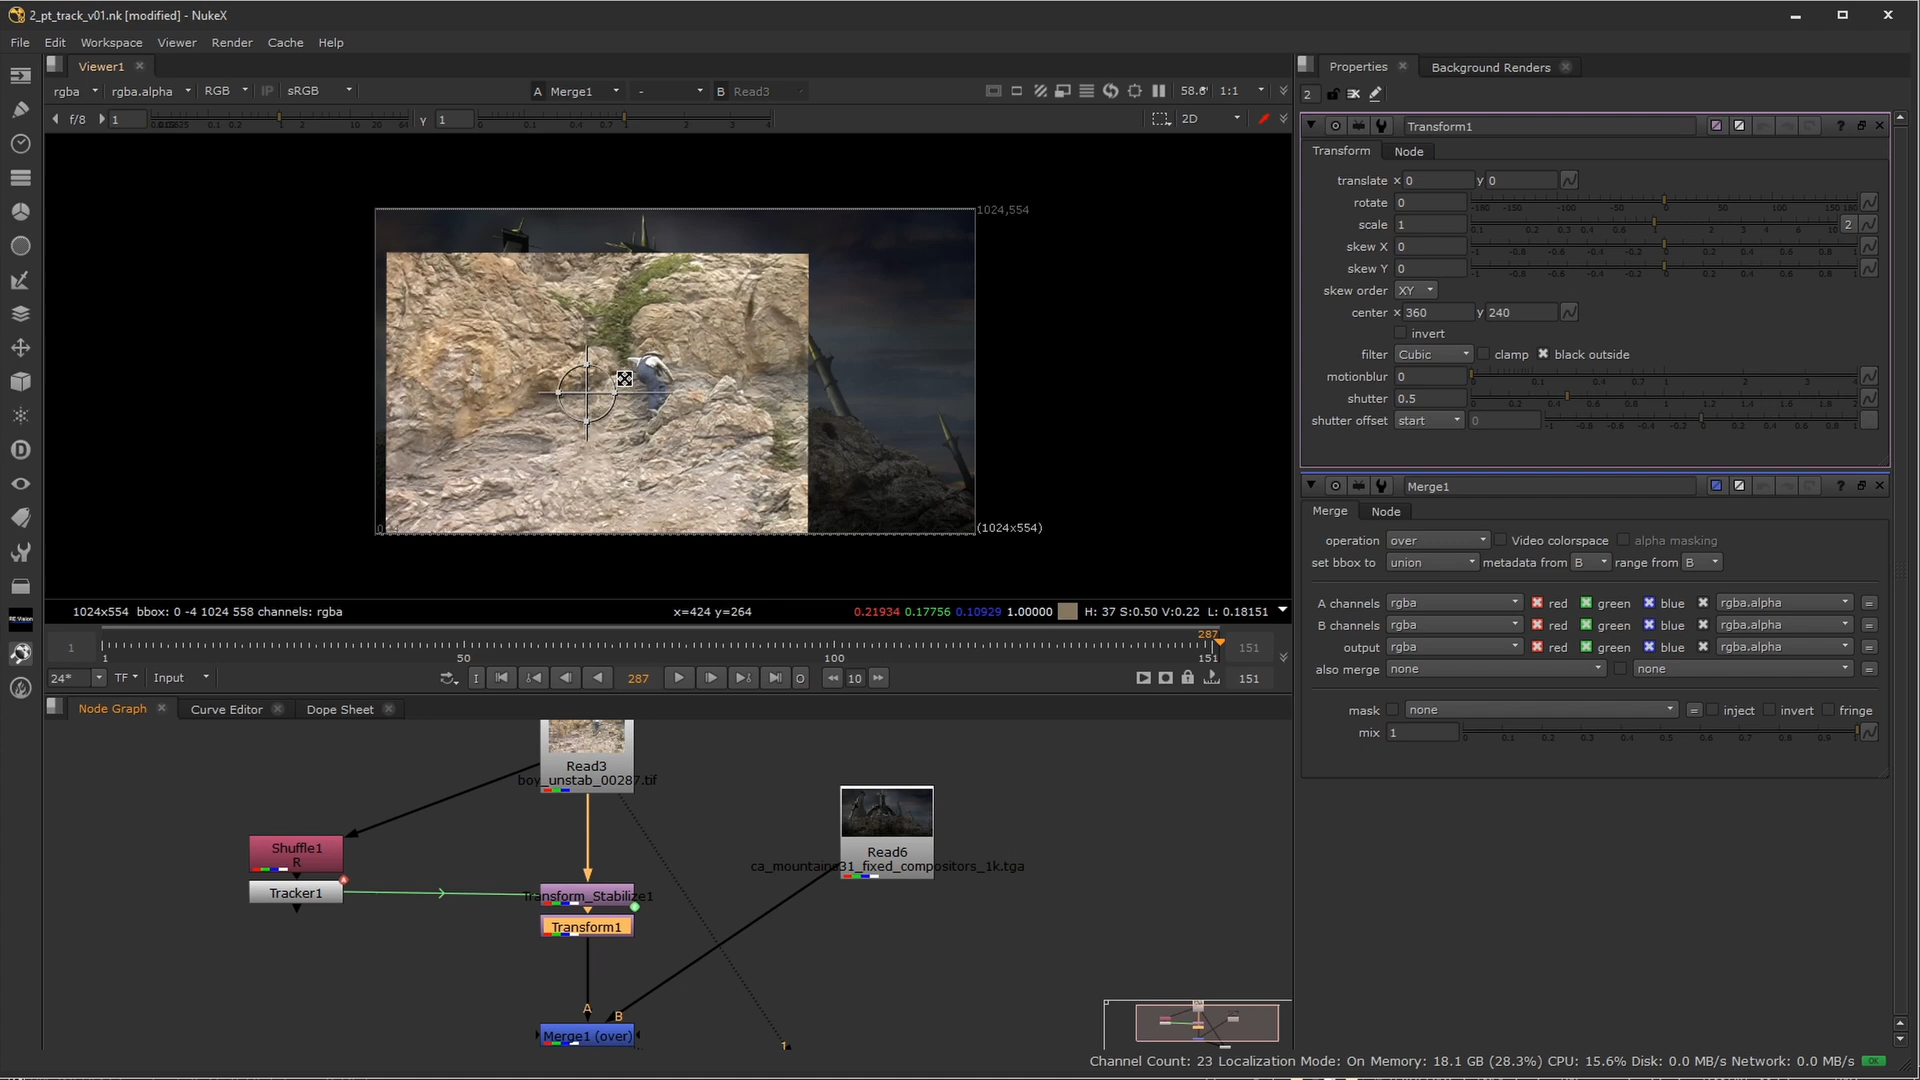 2_pt_track_v01.nk [modified] - NukeX
File Edit Workspace Viewer Render Cache Help
Viewer1
rgba rgba.alpha RGB IP sRGB A Merge1 - B Read3 1:1
f/8 1 y 1 2D
1024,554
(1024x554)
1024x554 bbox: 0 -4 1024 558 channels: rgba x=424 y=264 0.21934 0.17756 0.10929 1.00000 H: 37 S:0.50 V:0.22 L: 0.18151
287
1 151
1 50 100 151
24* TF Input I 287 O 10 151
Node Graph Curve Editor Dope Sheet
Read3
boy_unstab_00287.tif
Shuffle1
R
Tracker1
Transform_Stabilize1
Transform1
Read6
ca_mountains31_fixed_compositors_1k.tga
A
B
Merge1 (over)
1
Properties Background Renders
2
Transform1
Transform Node
translate x 0 y 0
rotate 0
scale 1 2
skew X 0
skew Y 0
skew order XY
center x 360 y 240
invert
filter Cubic clamp black outside
motionblur 0
shutter 0.5
shutter offset start 0
Merge1
Merge Node
operation over Video colorspace alpha masking
set bbox to union metadata from B range from B
A channels rgba red green blue rgba.alpha =
B channels rgba red green blue rgba.alpha =
output rgba red green blue rgba.alpha =
also merge none none =
mask none = inject invert fringe
mix 1
Channel Count: 23 Localization Mode: On Memory: 18.1 GB (28.3%) CPU: 15.6% Disk: 0.0 MB/s Network: 0.0 MB/s OK